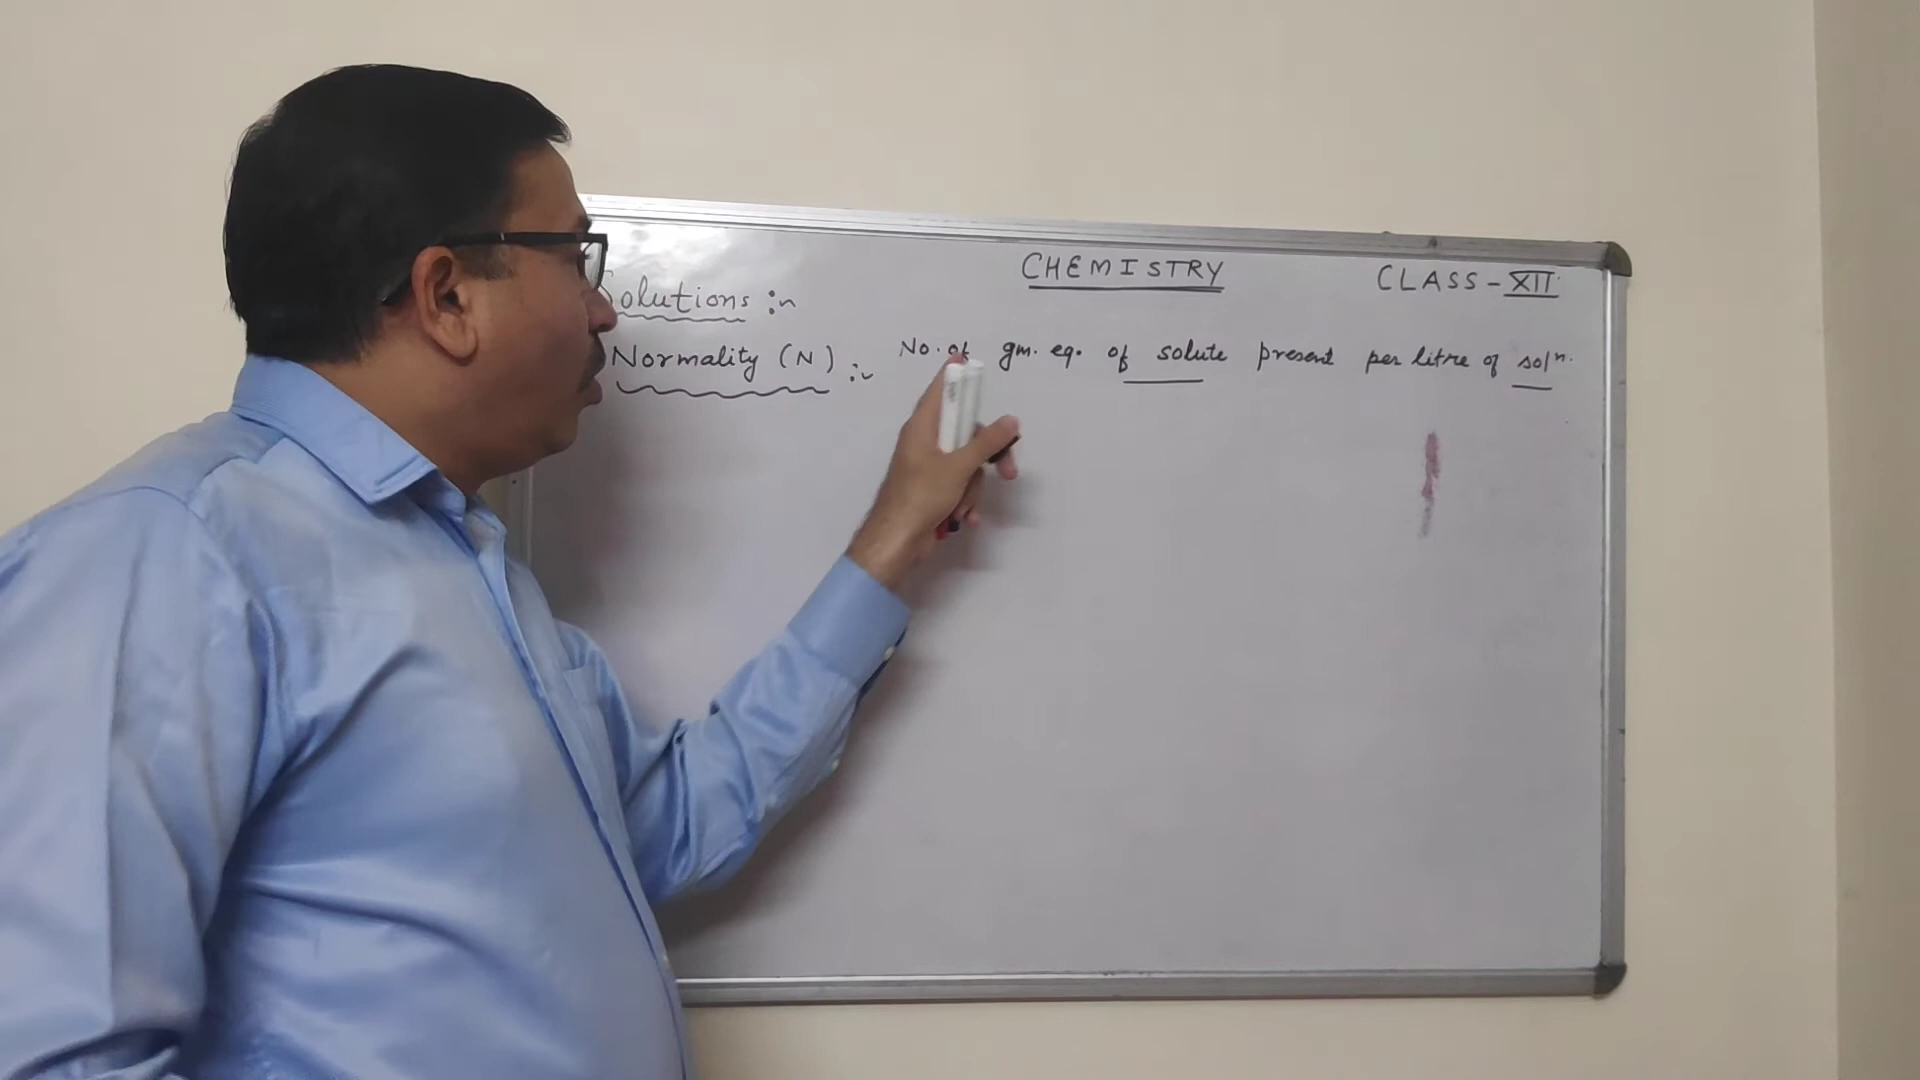 CHEMISTRY CLASS-XII
Solutions :~
Normality (N) :~ No. of gm. eq. of solute present per litre of solⁿ.